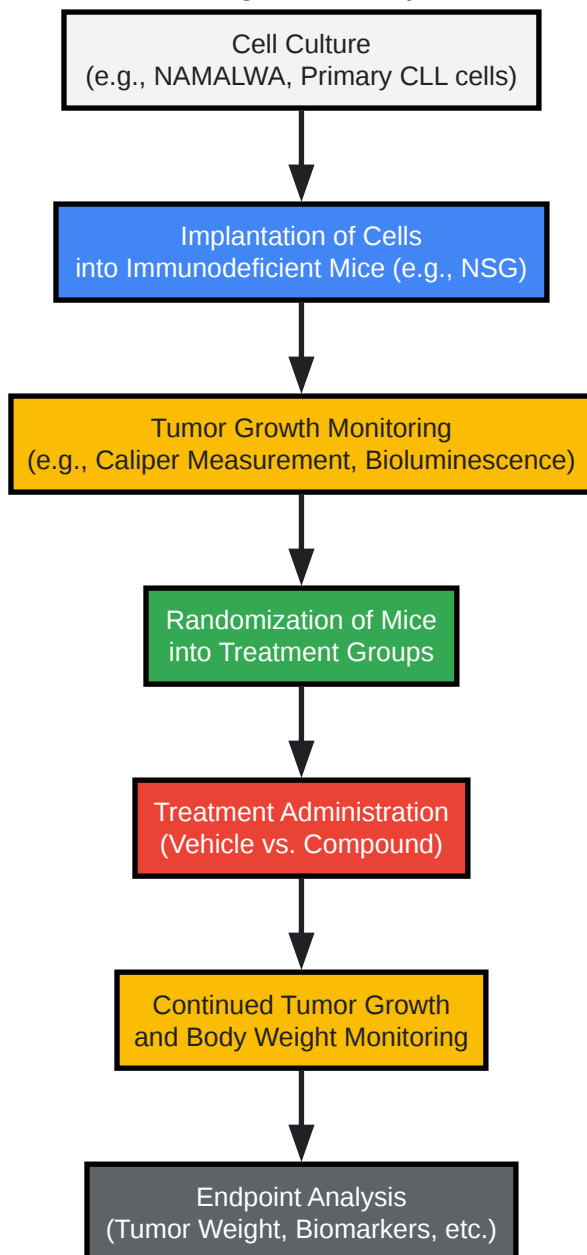 Cell Culture
(e.g., NAMALWA, Primary CLL cells)
Implantation of Cells
into Immunodeficient Mice (e.g., NSG)
Tumor Growth Monitoring
(e.g., Caliper Measurement, Bioluminescence)
Randomization of Mice
into Treatment Groups
Treatment Administration
(Vehicle vs. Compound)
Continued Tumor Growth
and Body Weight Monitoring
Endpoint Analysis
(Tumor Weight, Biomarkers, etc.)